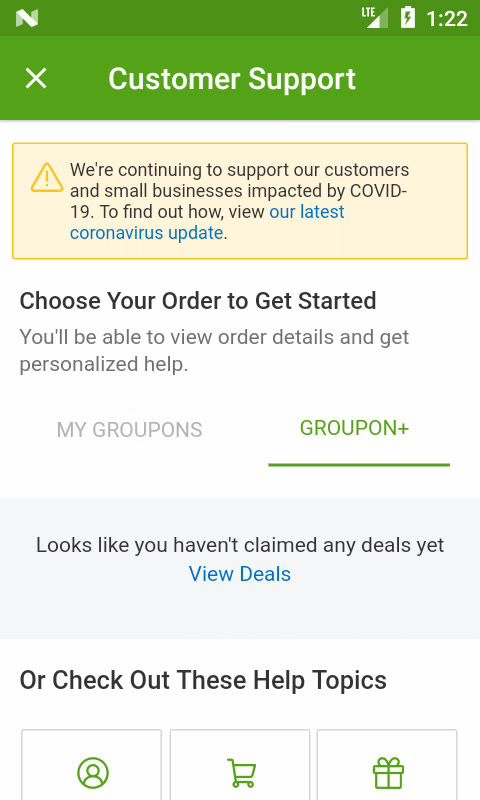 LTE 1:22
Customer Support
We're continuing to support our customers
and small businesses impacted by COVID-
19. To find out how, view our latest
coronavirus update.
Choose Your Order to Get Started
You'll be able to view order details and get
personalized help.
MY GROUPONS GROUPON+
Looks like you haven't claimed any deals yet
View Deals
Or Check Out These Help Topics